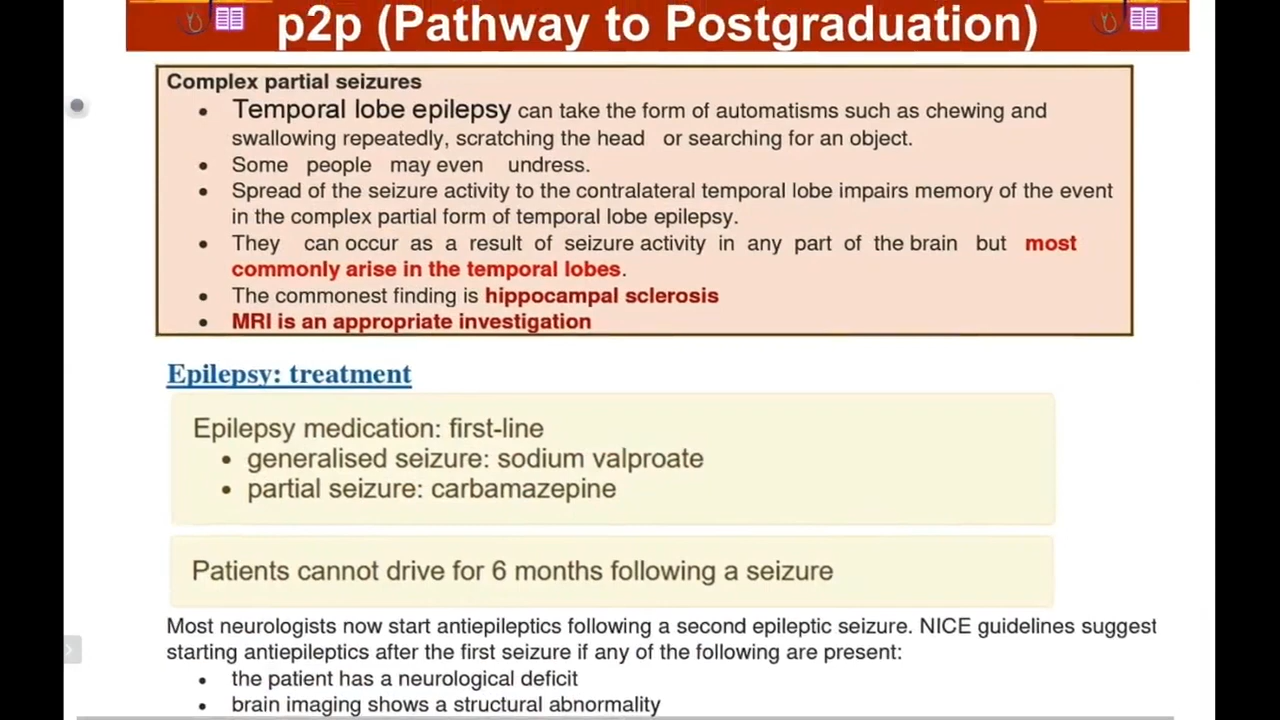 p2p (Pathway to Postgraduation)
Complex partial seizures
• Temporal lobe epilepsy can take the form of automatisms such as chewing and
swallowing repeatedly, scratching the head or searching for an object.
• Some people may even undress.
• Spread of the seizure activity to the contralateral temporal lobe impairs memory of the event
in the complex partial form of temporal lobe epilepsy.
• They can occur as a result of seizure activity in any part of the brain but most
commonly arise in the temporal lobes.
• The commonest finding is hippocampal sclerosis
• MRI is an appropriate investigation
Epilepsy: treatment
Epilepsy medication: first-line
• generalised seizure: sodium valproate
• partial seizure: carbamazepine
Patients cannot drive for 6 months following a seizure
Most neurologists now start antiepileptics following a second epileptic seizure. NICE guidelines suggest
starting antiepileptics after the first seizure if any of the following are present:
• the patient has a neurological deficit
• brain imaging shows a structural abnormality